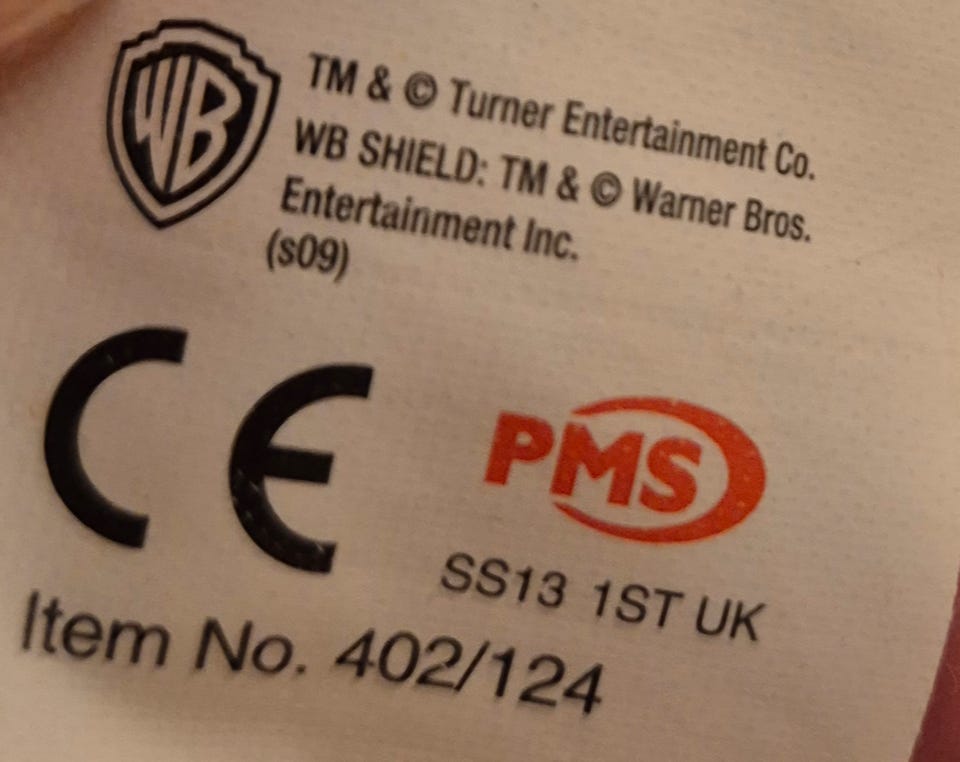 WB
TM & © Turner Entertainment Co.
WB SHIELD: TM & © Warner Bros.
Entertainment Inc.
(s09)
CE
PMS
SS13 1ST UK
Item No. 402/124